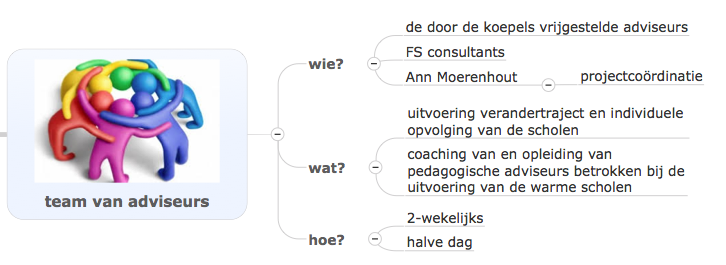 de door de koepels vrijgestelde adviseurs
wie?
FS consultants
Ann Moerenhout
projectcoördinatie
uitvoering verandertraject en individuele
opvolging van de scholen
wat?
coaching van en opleiding van
pedagogische adviseurs betrokken bij de
uitvoering van de warme scholen
team van adviseurs
2-wekelijks
hoe?
halve dag